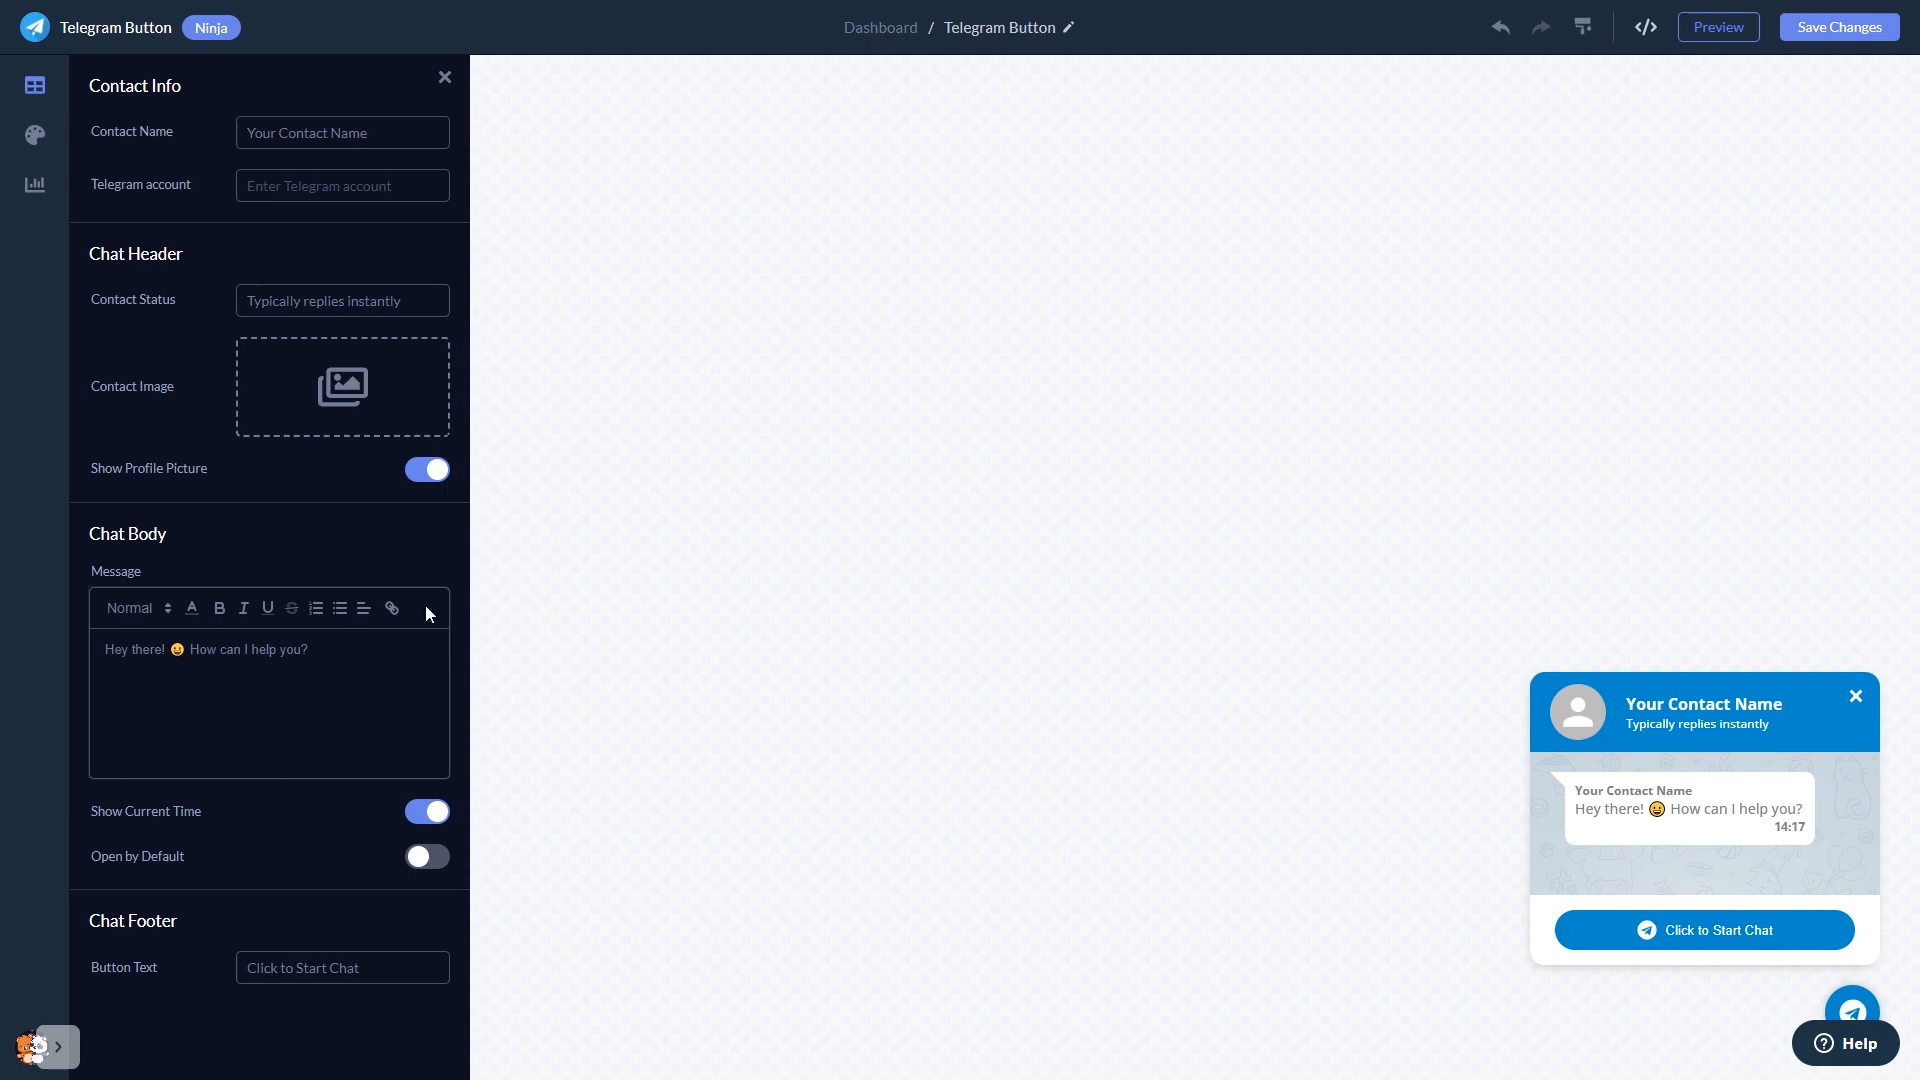 Telegram Button Ninja
Dashboard / Telegram Button
Preview
Save Changes
Contact Info
Contact Name
Your Contact Name
Telegram account
Enter Telegram account
Chat Header
Contact Status
Typically replies instantly
Contact Image
Show Profile Picture
Chat Body
Message
Normal
Hey there! 😀 How can I help you?
Show Current Time
Open by Default
Chat Footer
Button Text
Click to Start Chat
Your Contact Name
Typically replies instantly
Your Contact Name
Hey there! 😀 How can I help you?
14:17
Click to Start Chat
Help